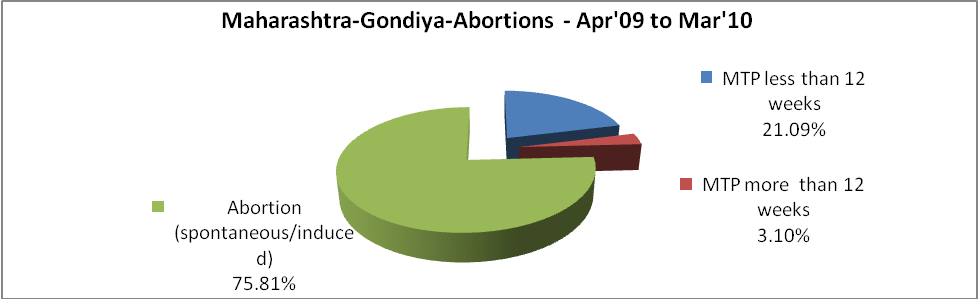 Maharashtra-Gondiya-Abortions - Apr'09 to Mar'10
MTP less than 12
weeks
21.09%
MTP more than 12
weeks
3.10%
Abortion
(spontaneous/induce
d)
75.81%